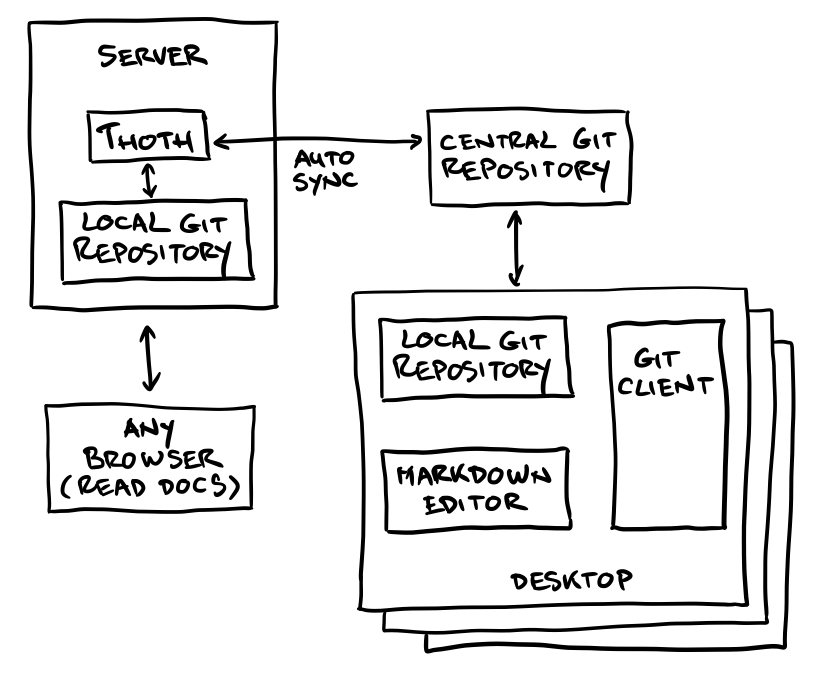 SERVER
THOTH
LOCAL GIT
REPOSITORY
AUTO
SYNC
CENTRAL GIT
REPOSITORY
ANY
BROWSER
(READ DOCS)
LOCAL GIT
REPOSITORY
GIT
CLIENT
MARKDOWN
EDITOR
DESKTOP